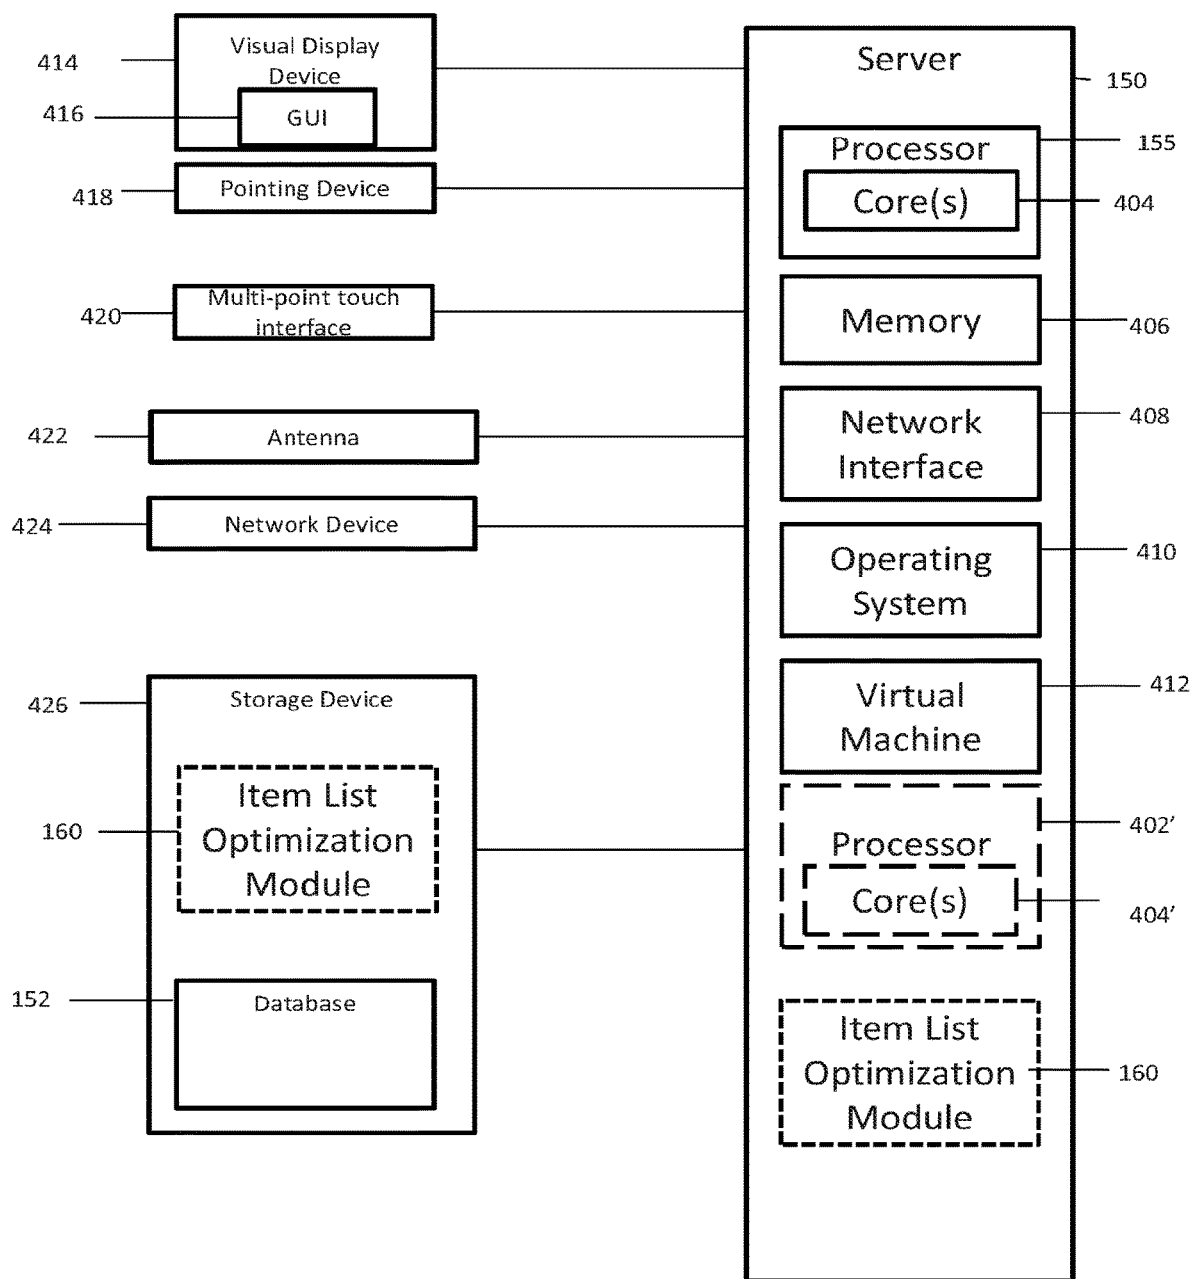 Visual Display
Device
GUI
414
416
Pointing Device
418
Multi-point touch
interface
420
Antenna
422
Network Device
424
Storage Device
426
Item List
Optimization
Module
160
Database
152
Server
150
Processor
155
Core(s)
404
Memory
406
Network
Interface
408
Operating
System
410
Virtual
Machine
412
Processor
402'
Core(s)
404'
Item List
Optimization
Module
160